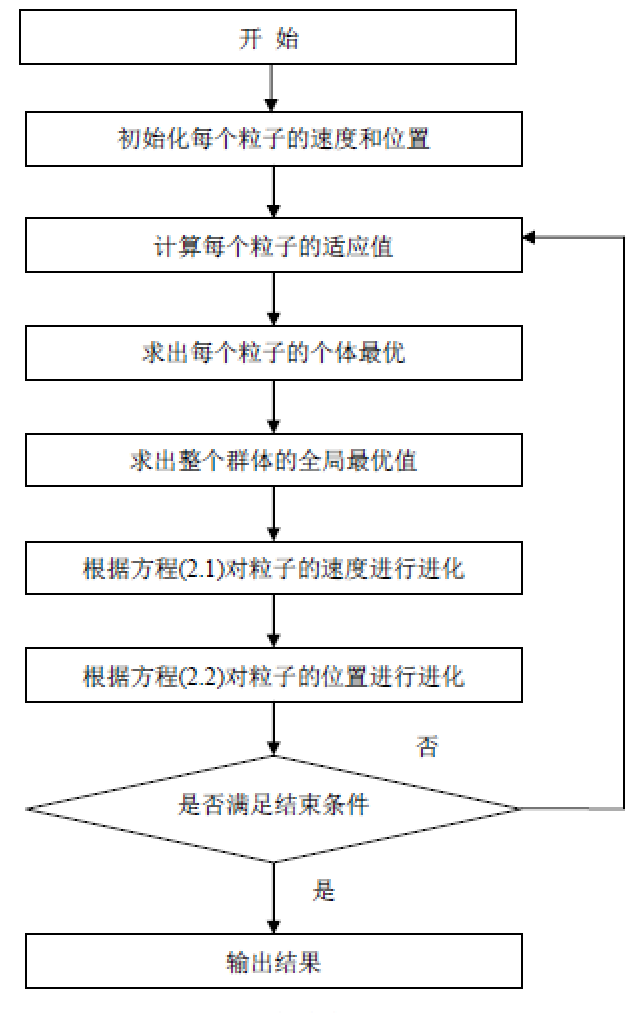 开 始
初始化每个粒子的速度和位置
计算每个粒子的适应值
求出每个粒子的个体最优
求出整个群体的全局最优值
根据方程(2.1)对粒子的速度进行进化
根据方程(2.2)对粒子的位置进行进化
否
是否满足结束条件
是
输出结果